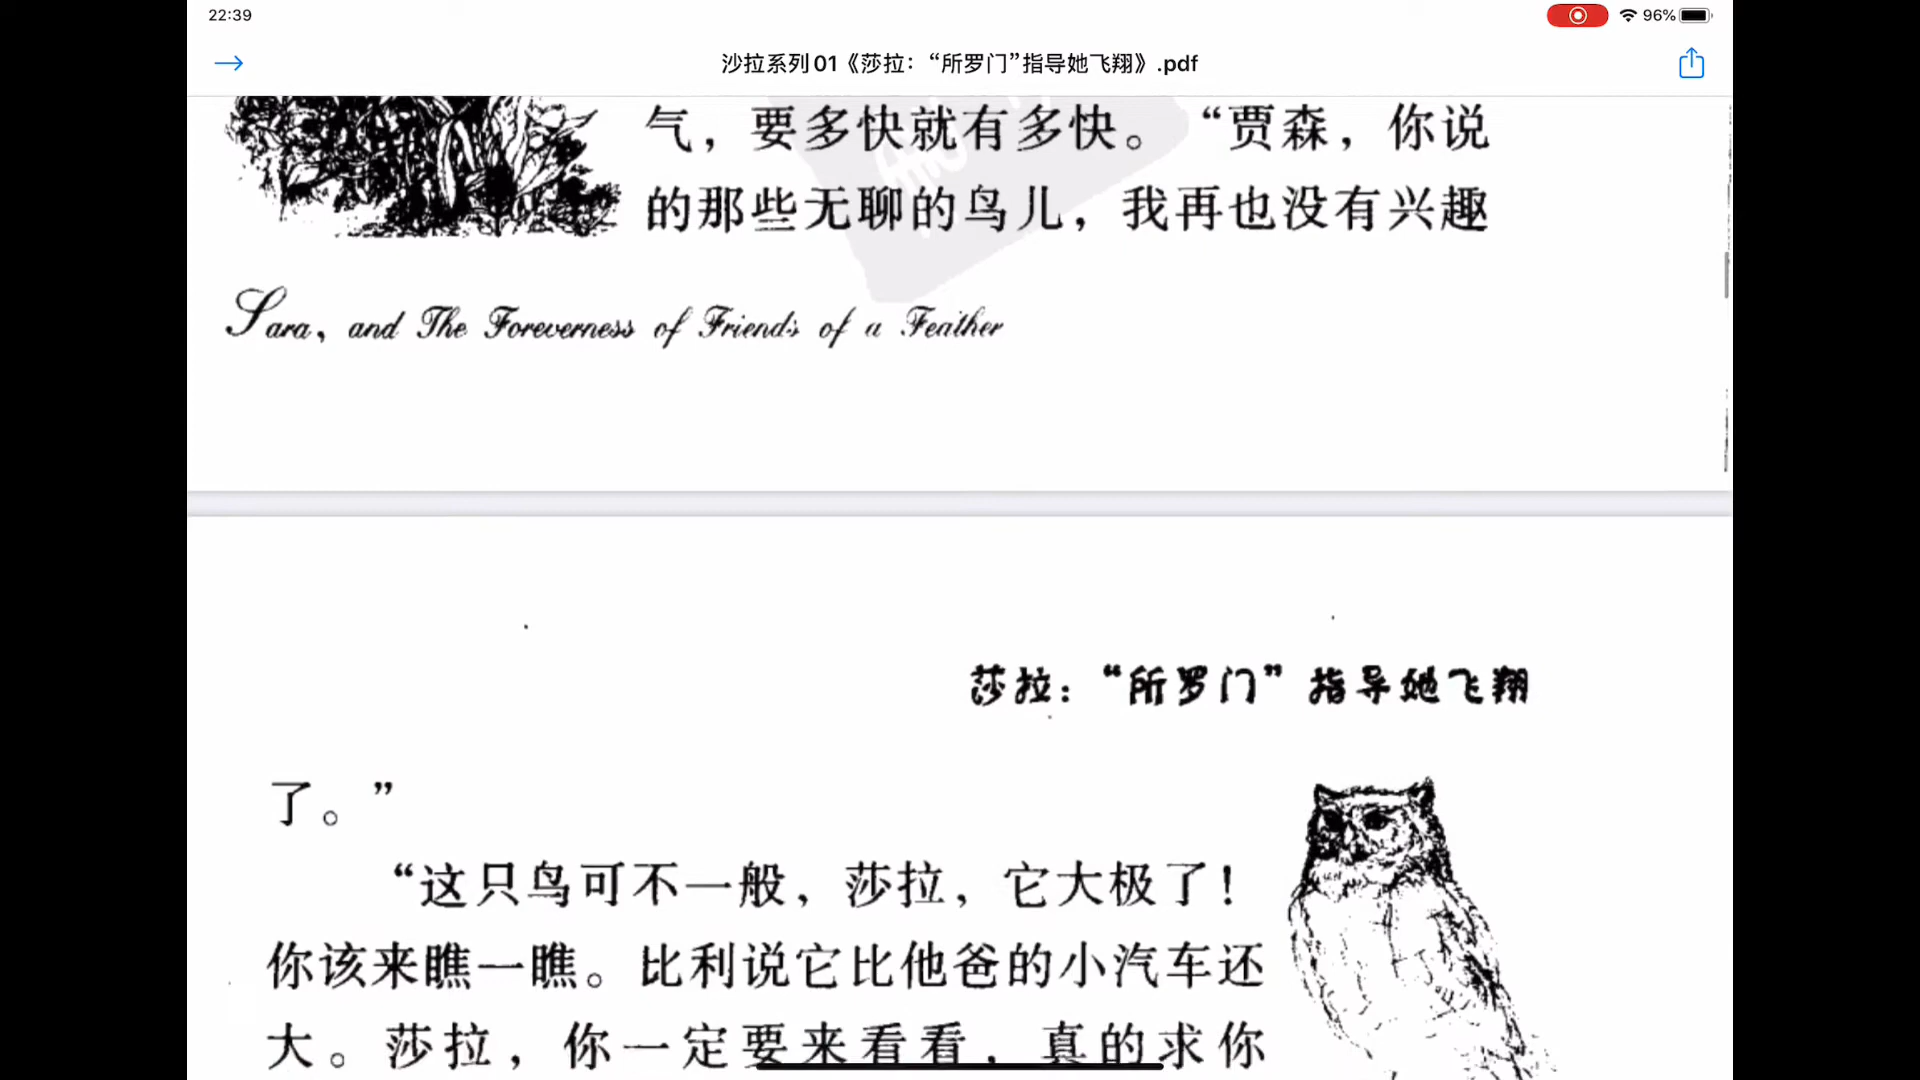 22:39
96%
沙拉系列01《莎拉：“所罗门”指导她飞翔》.pdf
气，要多快就有多快。“贾森，你说
的那些无聊的鸟儿，我再也没有兴趣
Sara, and The Foreverness of Friends of a Feather
莎拉：“所罗门”指导她飞翔
了。”
“这只鸟可不一般，莎拉，它大极了！
你该来瞧一瞧。比利说它比他爸的小汽车还
大。莎拉，你一定要来看看，真的求你